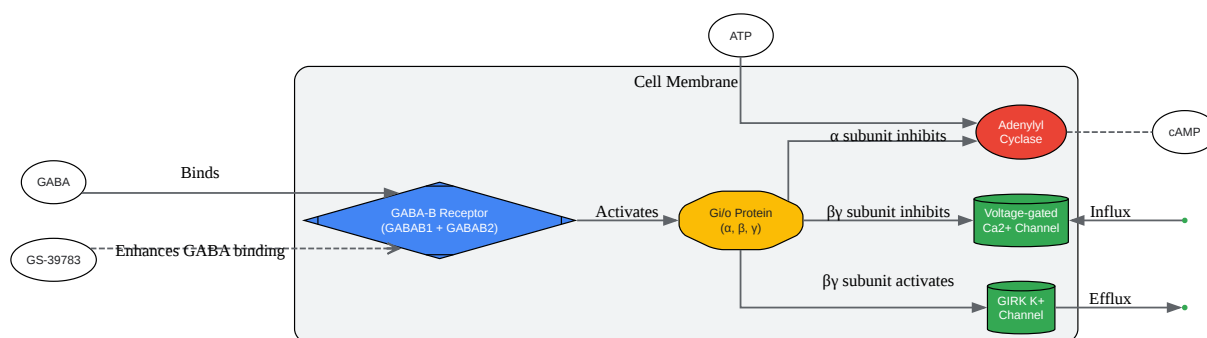 ATP
Cell Membrane
Adenylyl
Cyclase
cAMP
α subunit inhibits
GABA
Binds
GABA-B Receptor
(GABAB1 + GABAB2)
Activates
Gi/o Protein
(α, β, γ)
βγ subunit inhibits
Voltage-gated
Ca2+ Channel
Influx
GS-39783
Enhances GABA binding
βγ subunit activates
GIRK K+
Channel
Efflux